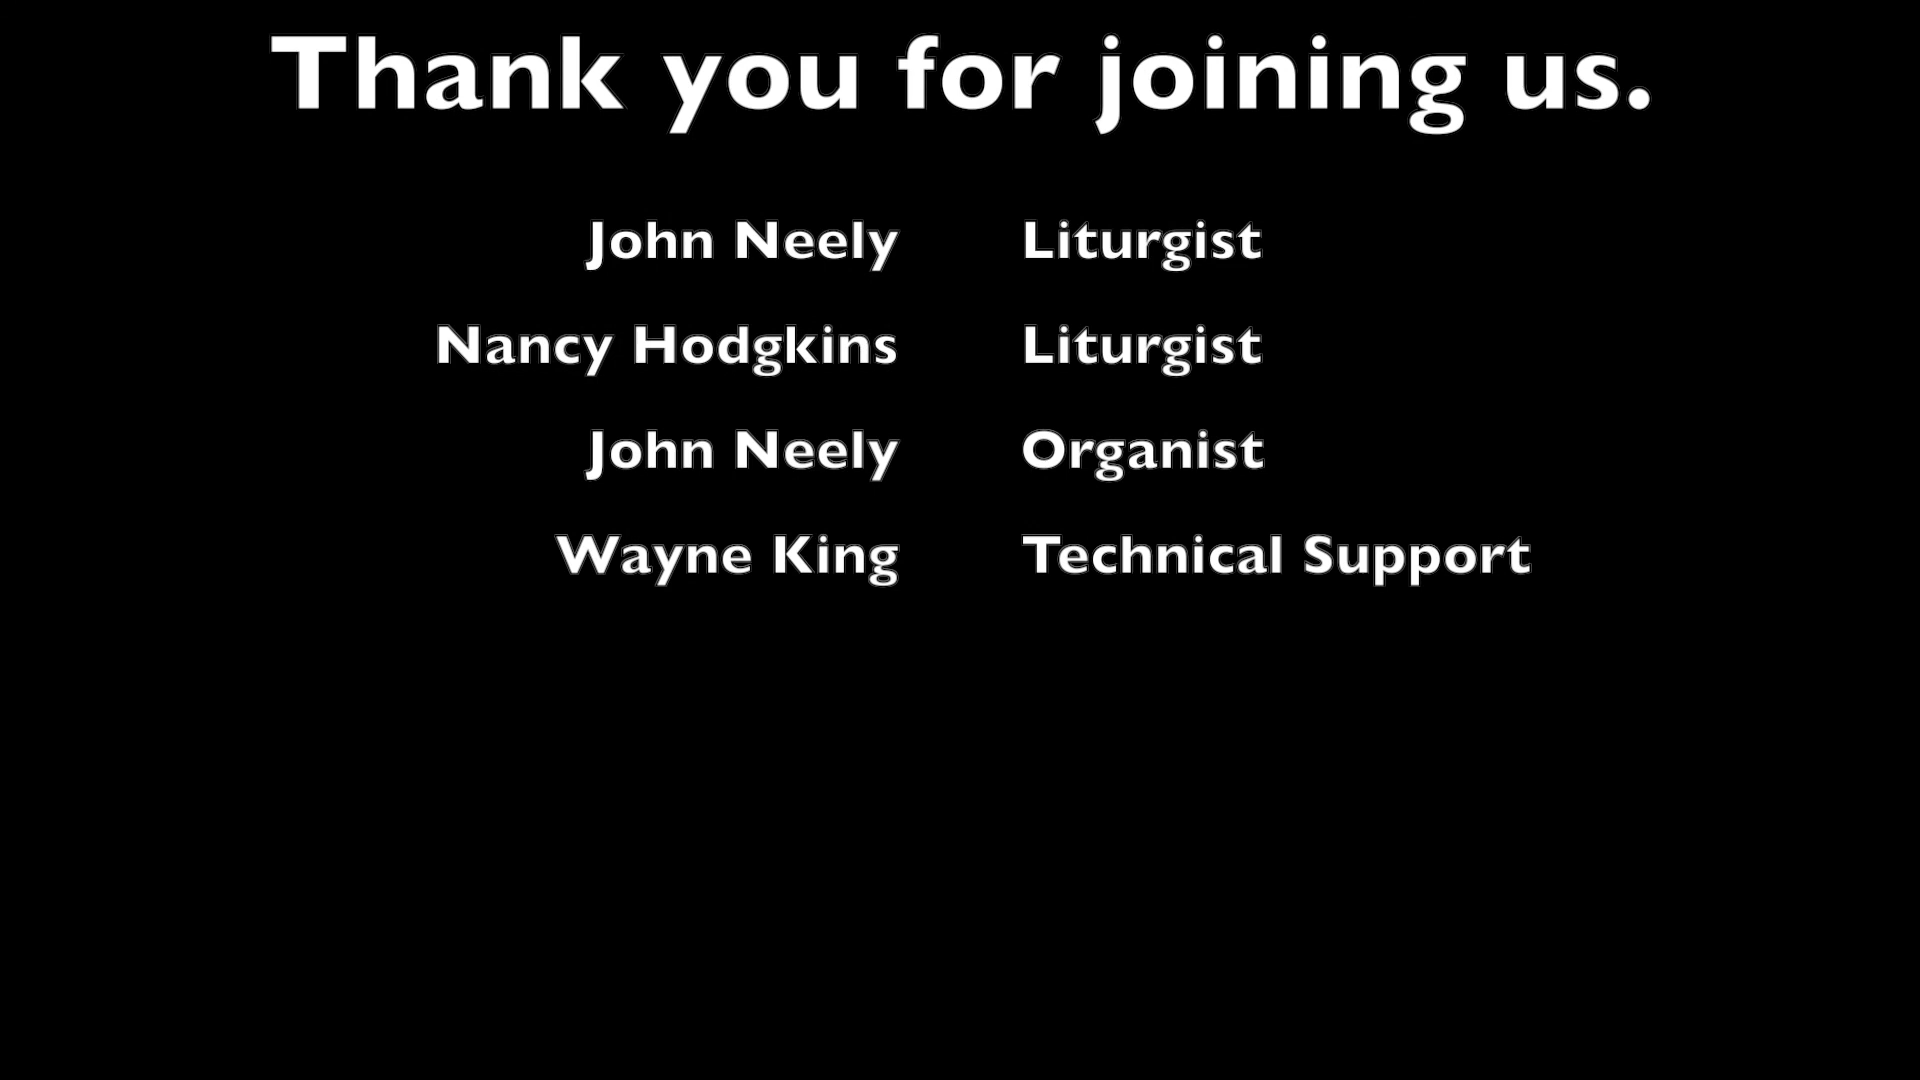 Thank you for joining us.
John Neely Liturgist
Nancy Hodgkins Liturgist
John Neely Organist
Wayne King Technical Support